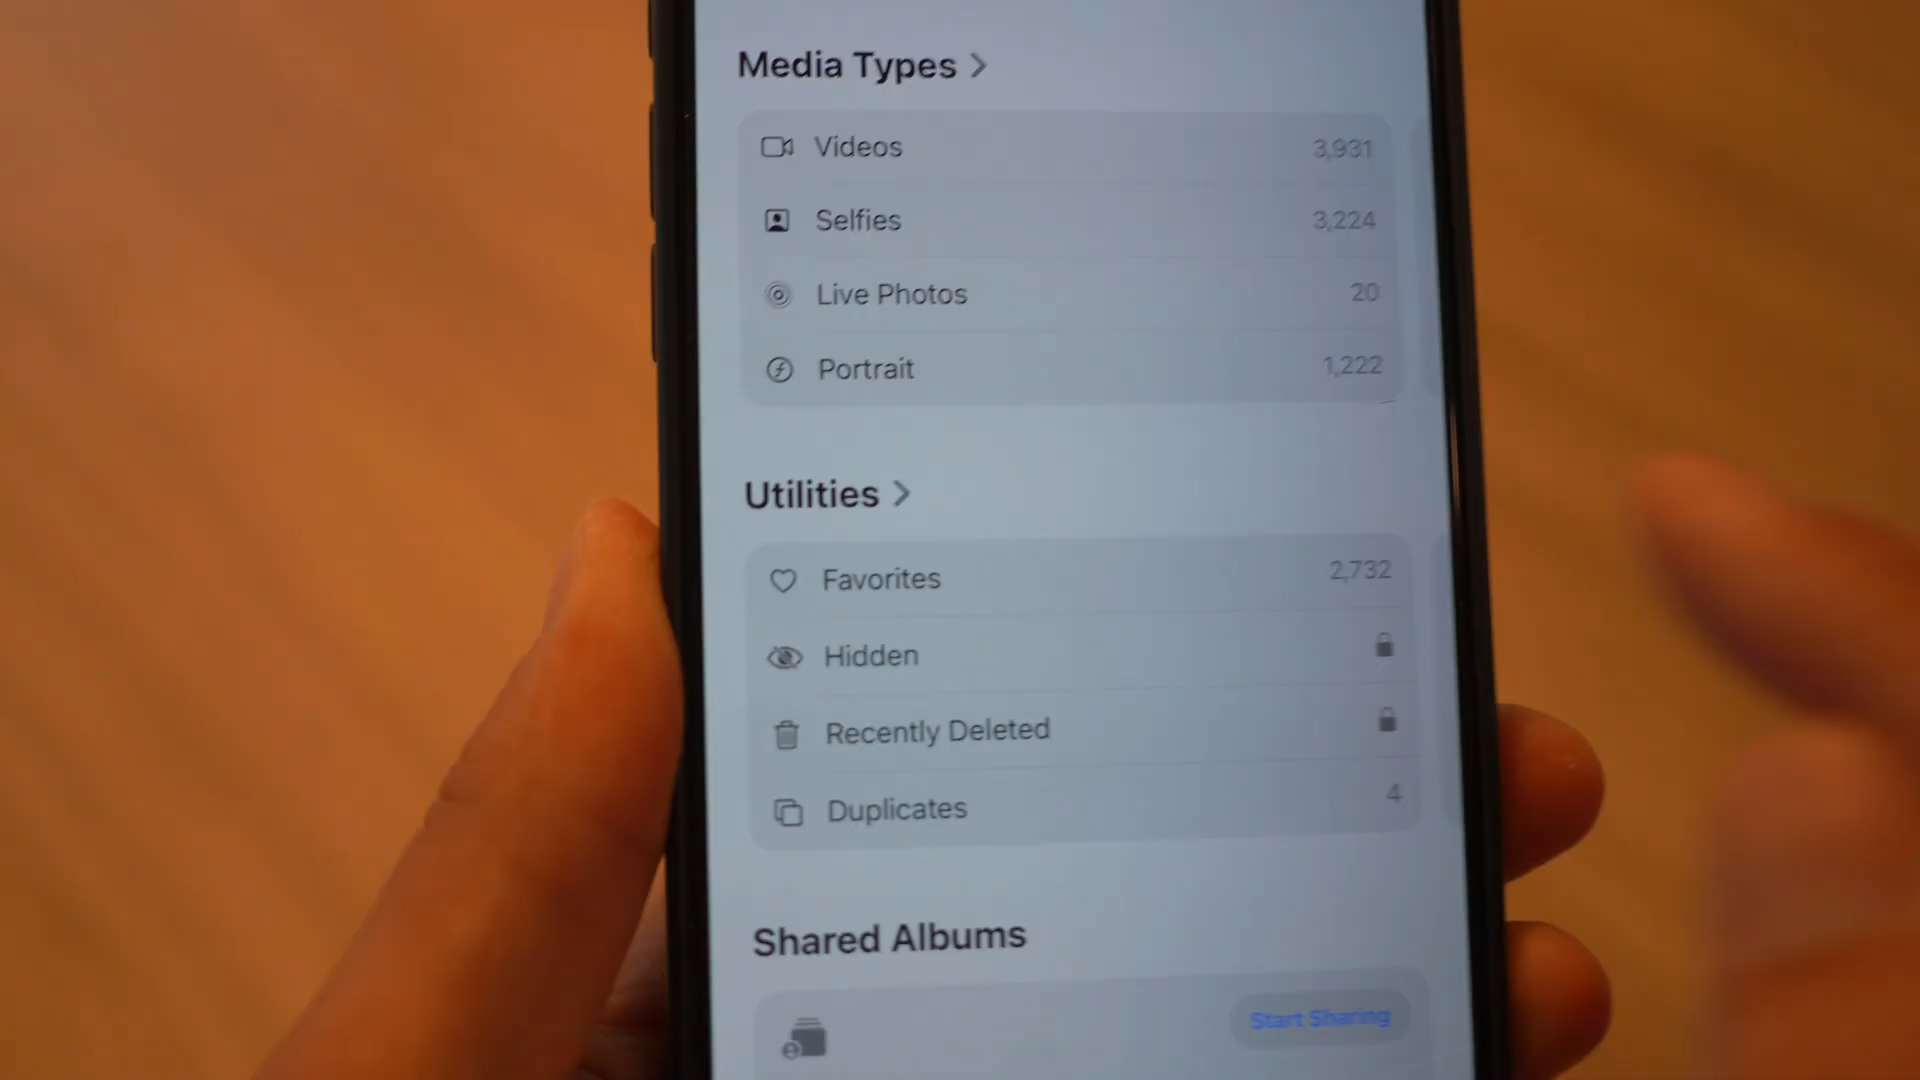 Media Types >
Videos 3,931
Selfies 3,224
Live Photos 20
Portrait 1,222
Utilities >
Favorites 2,732
Hidden
Recently Deleted
Duplicates 4
Shared Albums
Start Sharing